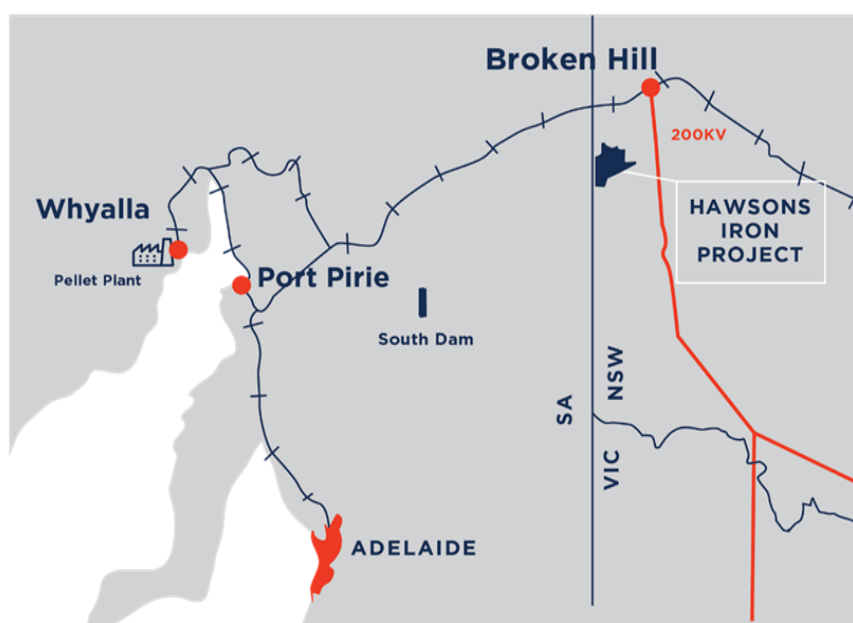 Broken Hill
200KV
Whyalla
HAWSONS
IRON
PROJECT
Pellet Plant
Port Pirie
South Dam
SA
NSW
VIC
ADELAIDE